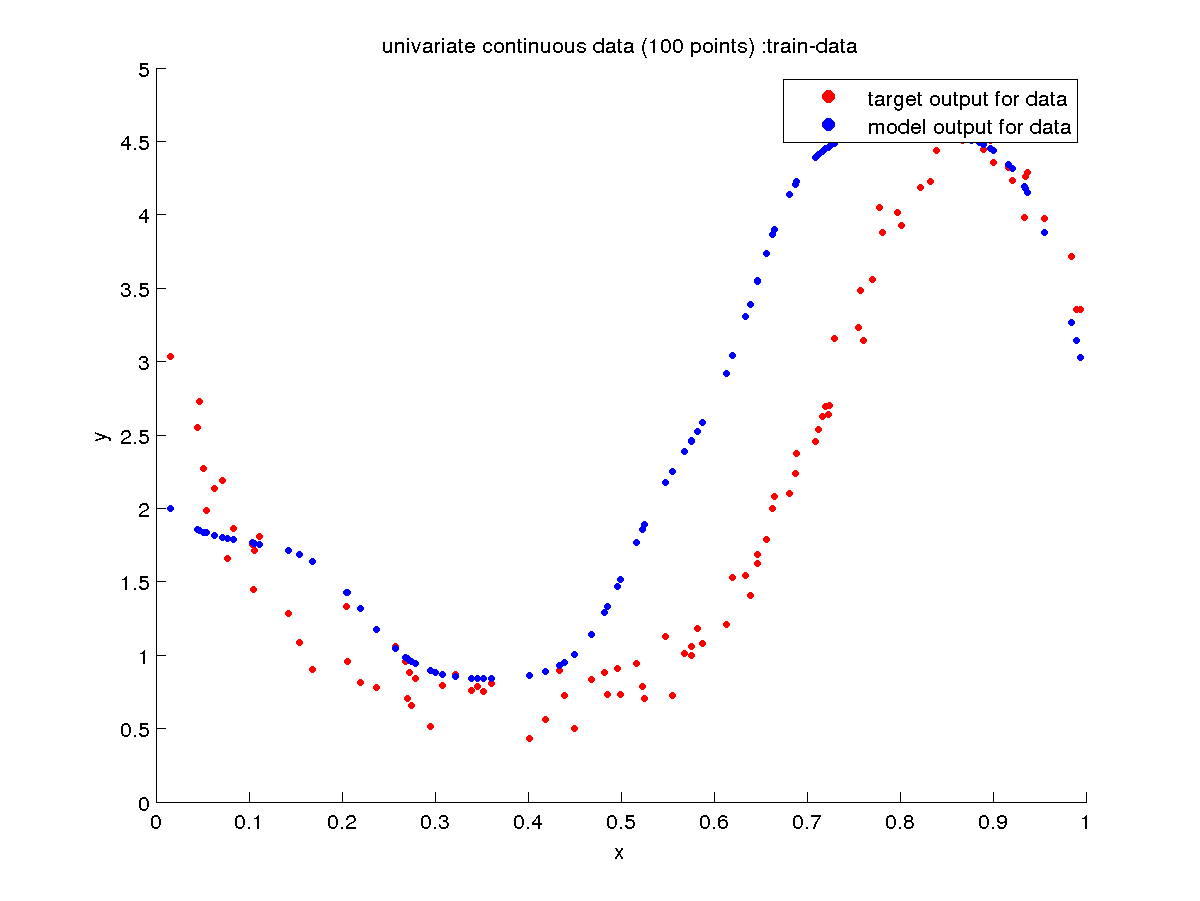 univariate continuous data (100 points) :train-data
target output for data
model output for data
5
4.5
4
3.5
3
2.5
2
1.5
1
0.5
0
y
0 0.1 0.2 0.3 0.4 0.5 0.6 0.7 0.8 0.9 1
x